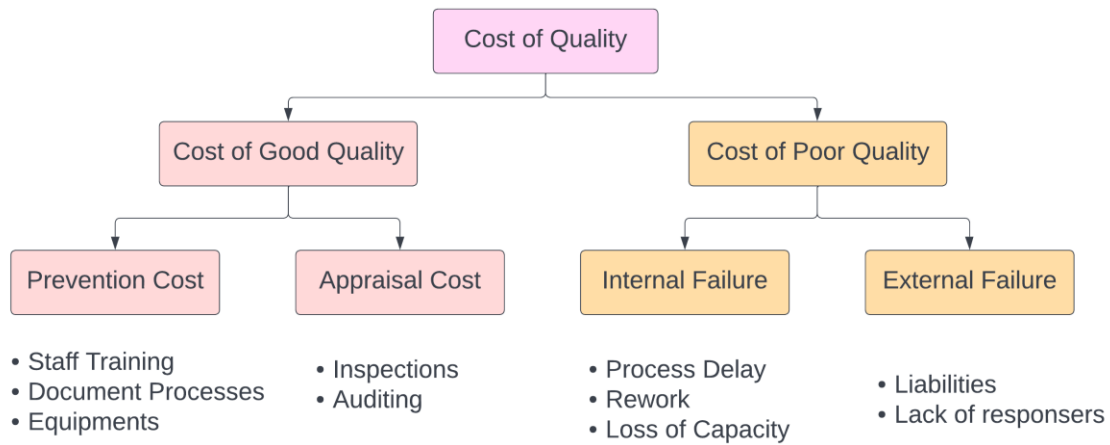 Cost of Quality
Cost of Good Quality
Cost of Poor Quality
Prevention Cost
Appraisal Cost
Internal Failure
External Failure
• Staff Training
• Document Processes
• Equipments
• Inspections
• Auditing
• Process Delay
• Rework
• Loss of Capacity
• Liabilities
• Lack of responsers